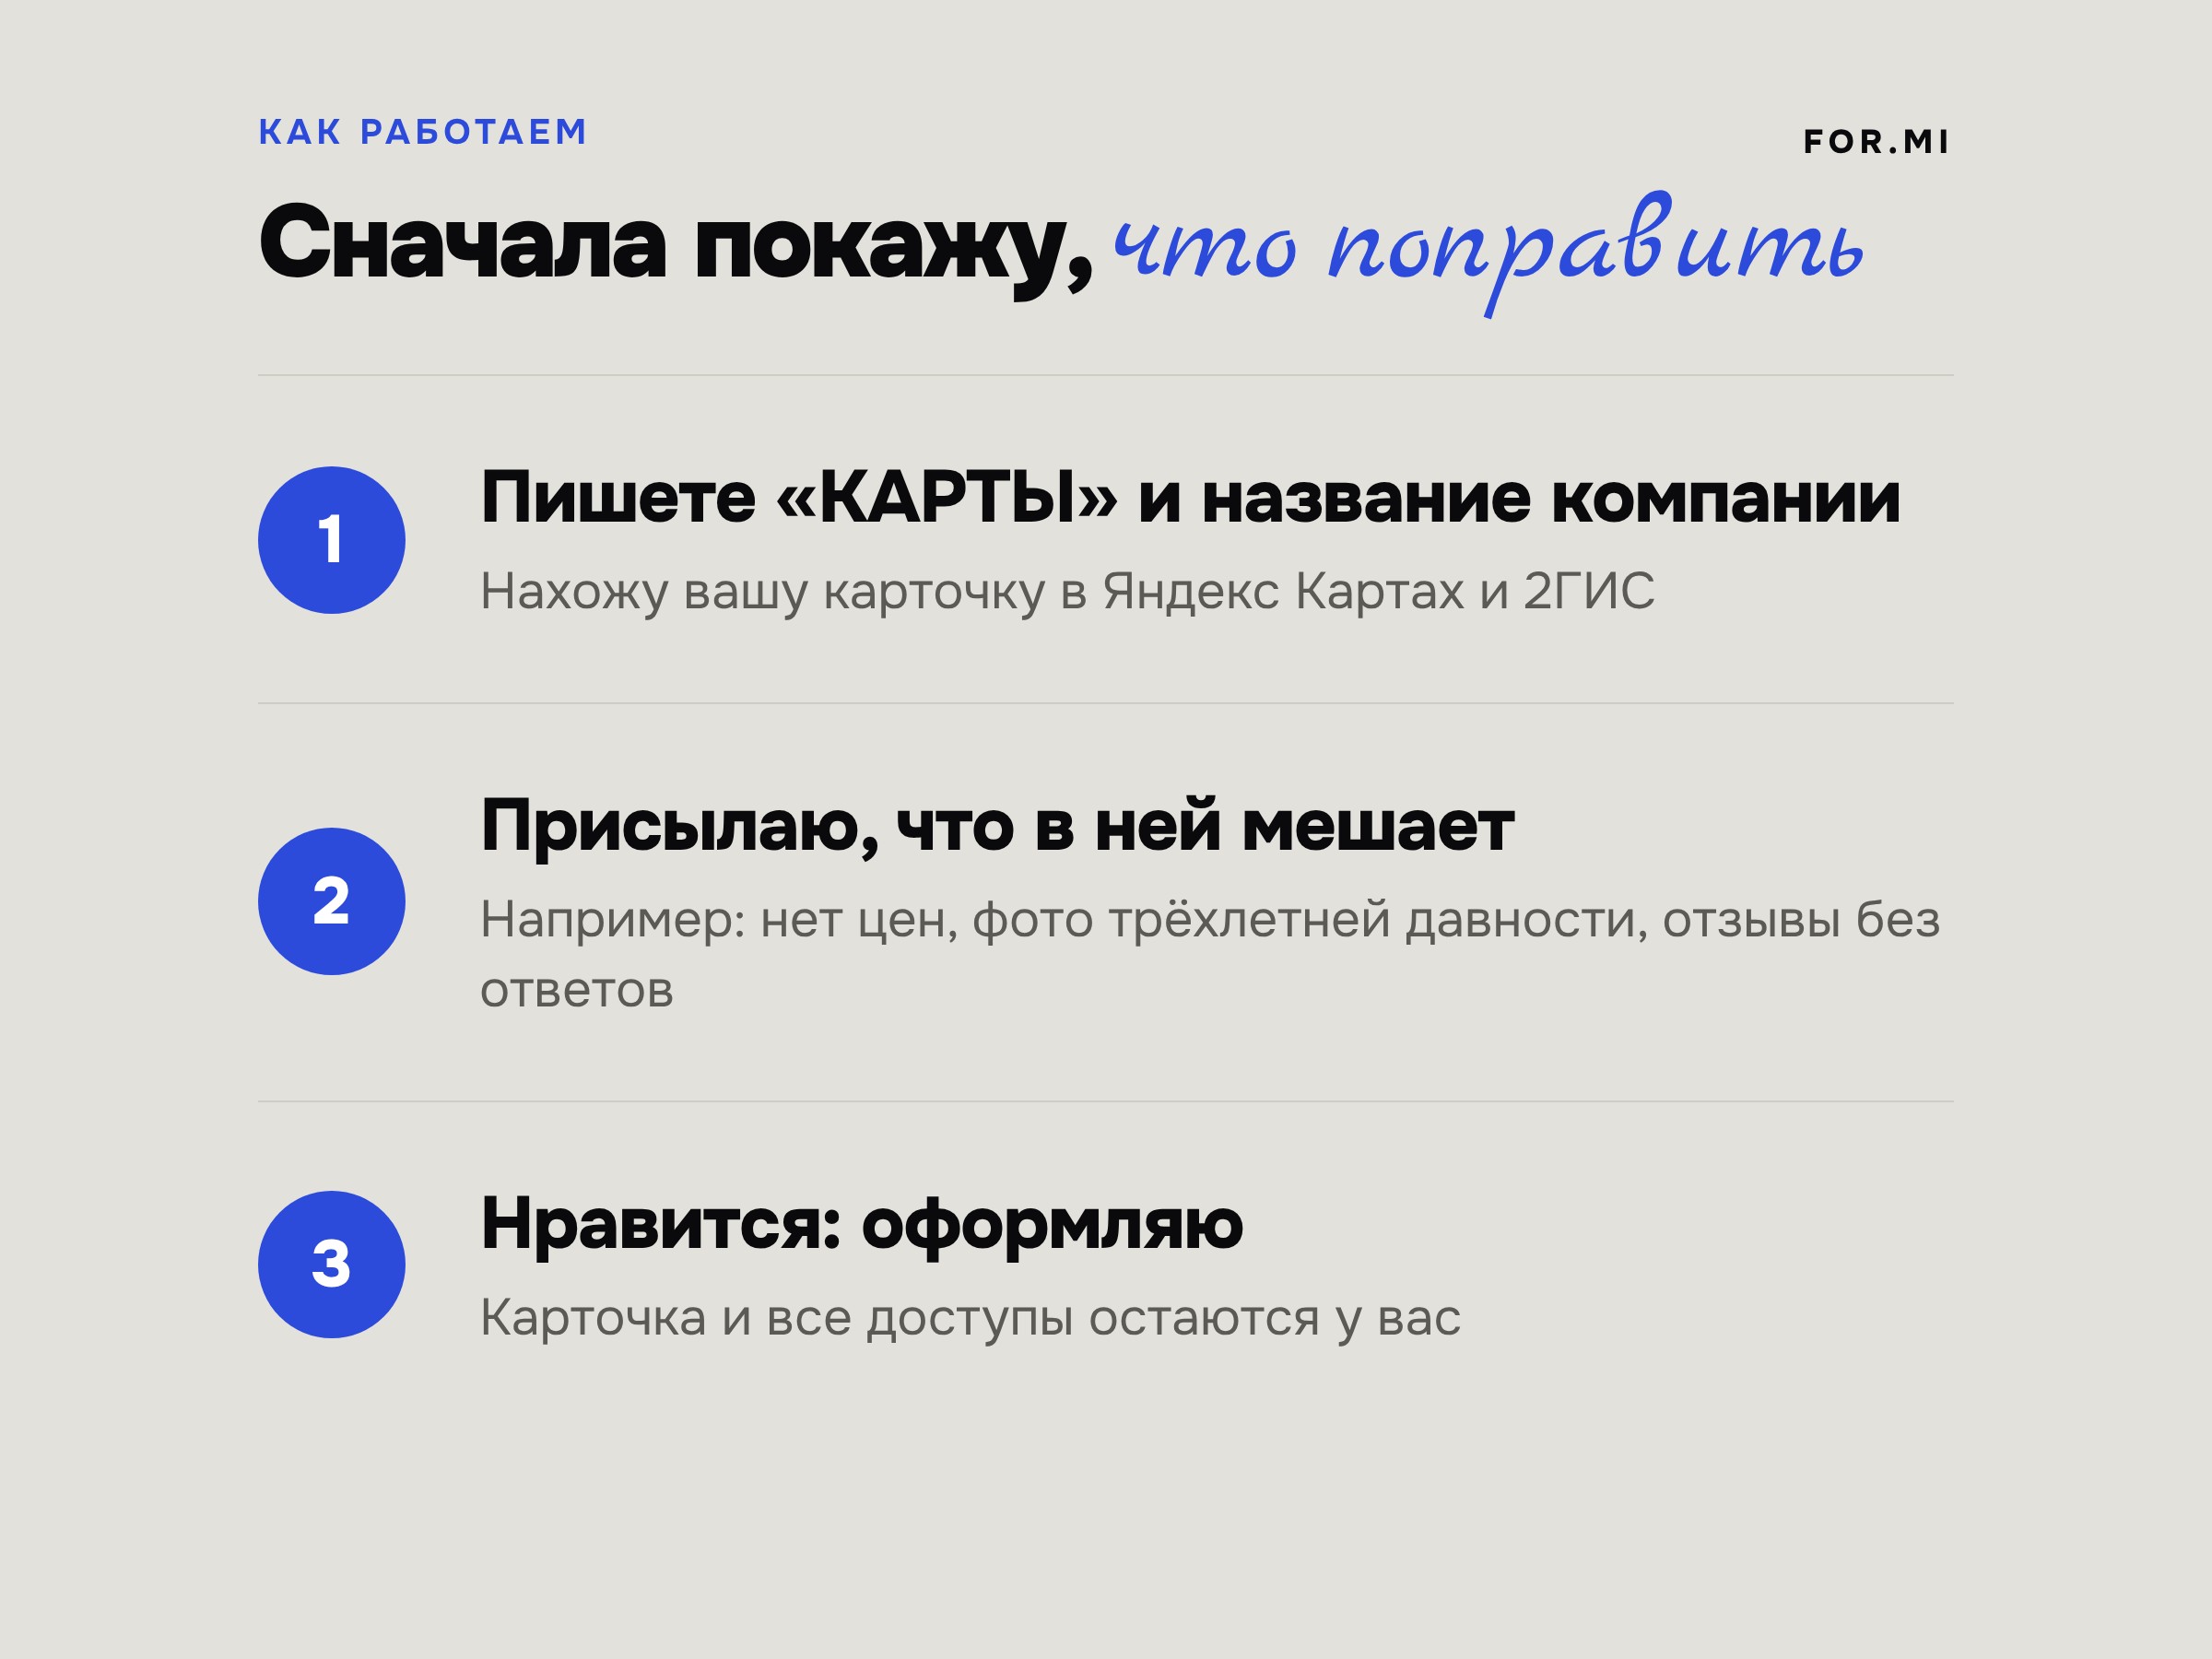 КАК РАБОТАЕМ
FOR.MI
Сначала покажу, что поправить
1
Пишете «КАРТЫ» и название компании
Нахожу вашу карточку в Яндекс Картах и 2ГИС
2
Присылаю, что в ней мешает
Например: нет цен, фото трёхлетней давности, отзывы без
ответов
3
Нравится: оформляю
Карточка и все доступы остаются у вас